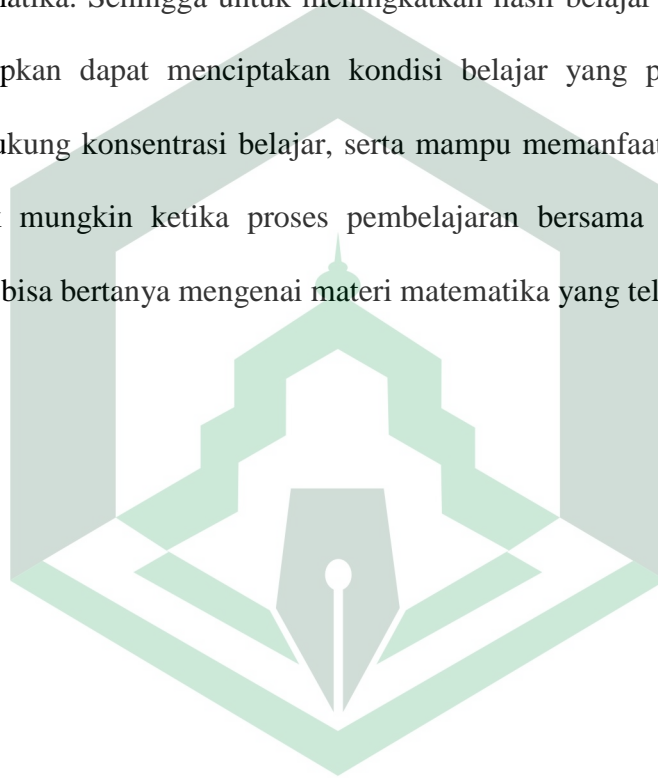 matika. Sehingga untuk meningkatkan hasil belajar
pkan dapat menciptakan kondisi belajar yang p
ukung konsentrasi belajar, serta mampu memanfaat
mungkin ketika proses pembelajaran bersama
bisa bertanya mengenai materi matematika yang tel